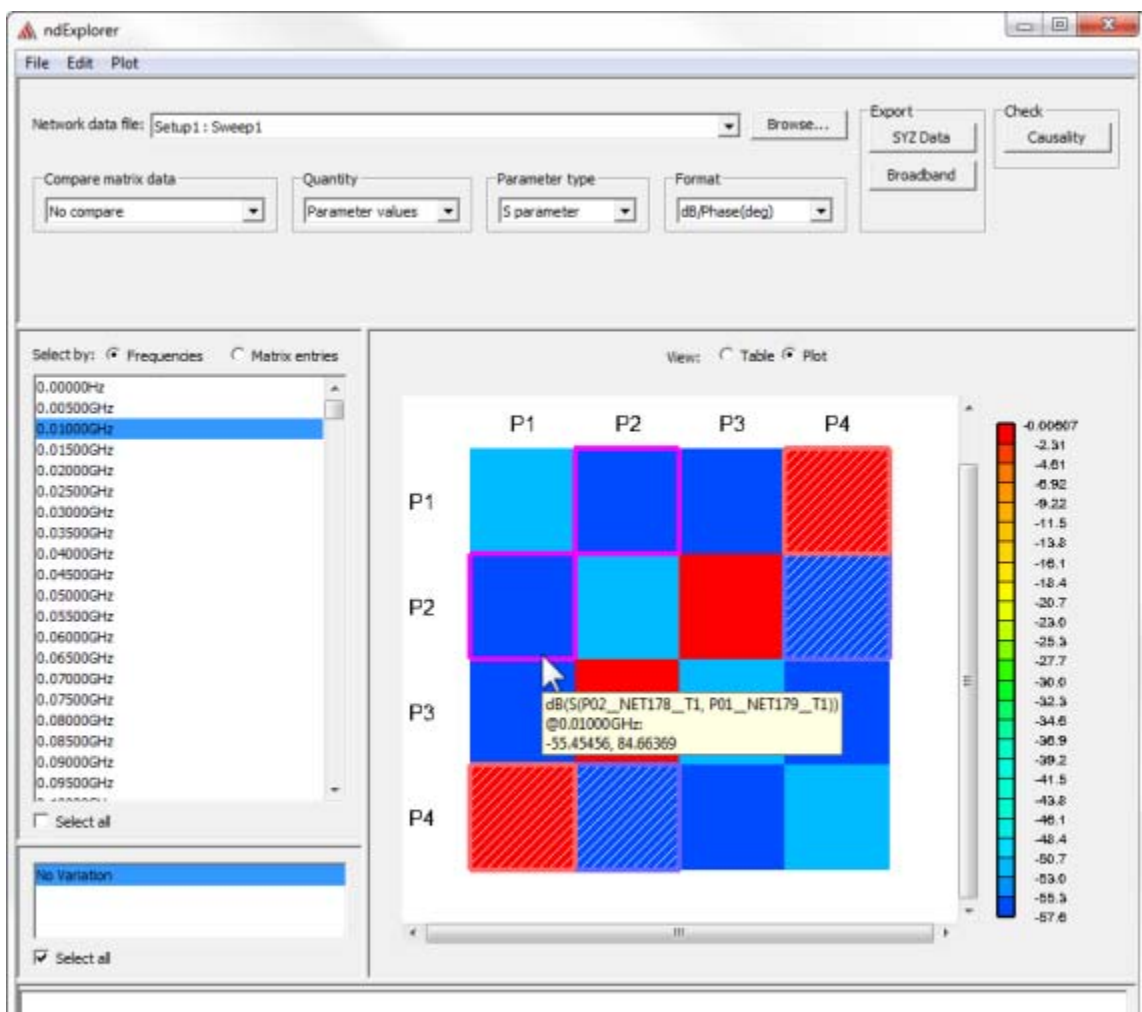 ndExplorer
File Edit Plot
Network data file: Setup1 : Sweep1
Browse...
Export
SYZ Data
Broadband
Check
Causality
Compare matrix data
No compare
Quantity
Parameter values
Parameter type
S parameter
Format
dB/Phase(deg)
Select by: Frequencies Matrix entries
0.00000Hz
0.00500GHz
0.01000GHz
0.01500GHz
0.02000GHz
0.02500GHz
0.03000GHz
0.03500GHz
0.04000GHz
0.04500GHz
0.05000GHz
0.05500GHz
0.06000GHz
0.06500GHz
0.07000GHz
0.07500GHz
0.08000GHz
0.08500GHz
0.09000GHz
0.09500GHz
Select all
No Variation
Select all
View: Table Plot
P1 P2 P3 P4
P1
P2
P3
P4
dB(S(P02__NET178__T1, P01__NET179__T1))
@0.01000GHz:
-55.45456, 84.66369
-0.00607
-2.31
-4.61
-6.92
-9.22
-11.5
-13.8
-16.1
-18.4
-20.7
-23.0
-25.3
-27.7
-30.0
-32.3
-34.6
-36.9
-39.2
-41.5
-43.8
-46.1
-48.4
-50.7
-53.0
-55.3
-57.6